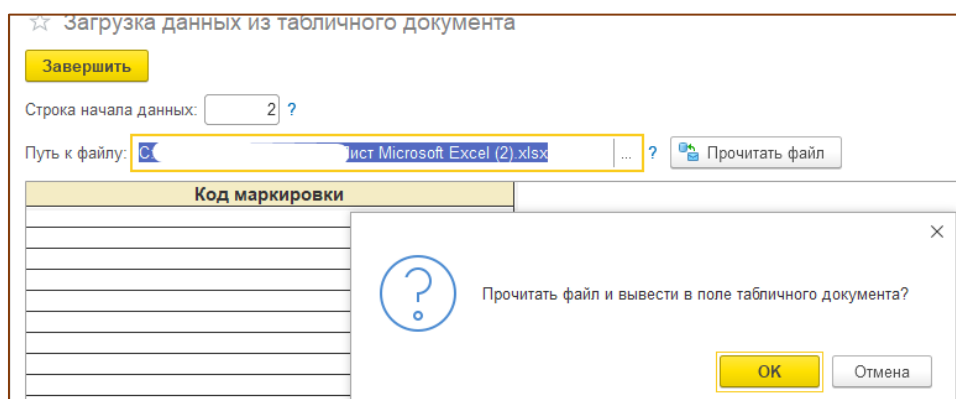 Загрузка данных из табличного документа
Завершить
Строка начала данных: 2 ?
Путь к файлу: C: Лист Microsoft Excel (2).xlsx ... ? Прочитать файл
Код маркировки
Прочитать файл и вывести в поле табличного документа?
OK Отмена